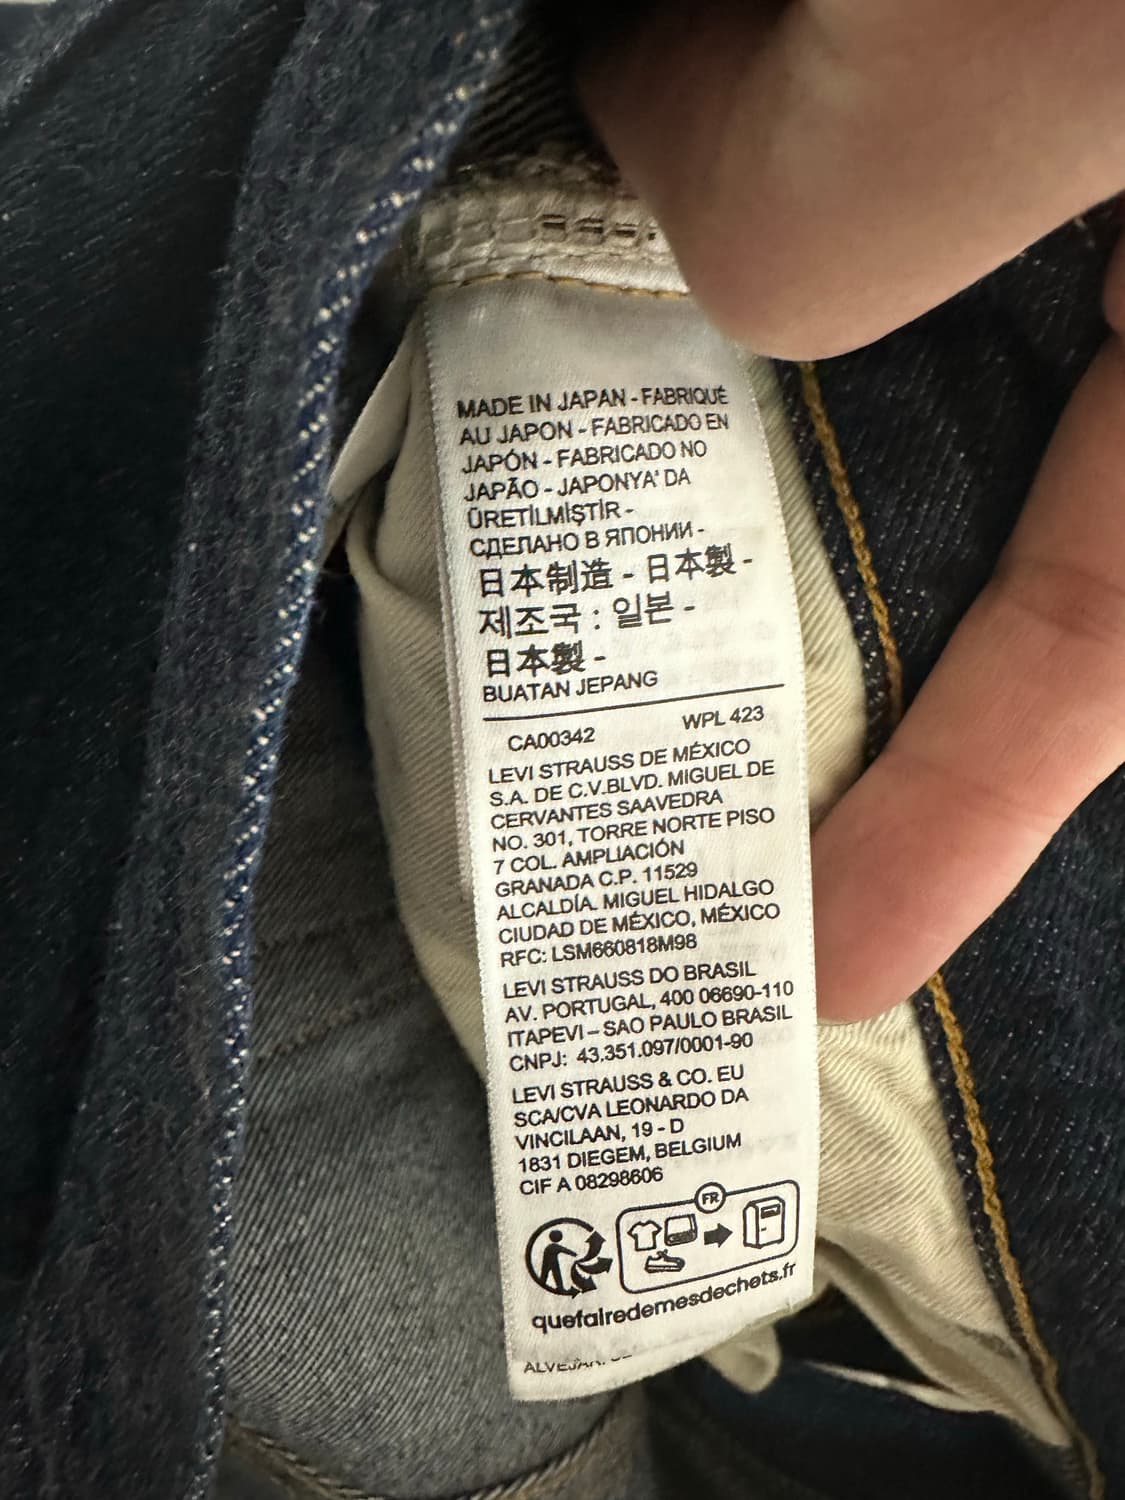 MADE IN JAPAN - FABRIQUÉ
AU JAPON - FABRICADO EN
JAPÓN - FABRICADO NO
JAPÃO - JAPONYA' DA
ÜRETİLMİŞTİR -
СДЕЛАНО В ЯПОНИИ -
日本制造 - 日本製 -
제조국 : 일본 -
日本製 -
BUATAN JEPANG
CA00342 WPL 423
LEVI STRAUSS DE MÉXICO
S.A. DE C.V.BLVD. MIGUEL DE
CERVANTES SAAVEDRA
NO. 301, TORRE NORTE PISO
7 COL. AMPLIACIÓN
GRANADA C.P. 11529
ALCALDÍA. MIGUEL HIDALGO
CIUDAD DE MÉXICO, MÉXICO
RFC: LSM660818M98
LEVI STRAUSS DO BRASIL
AV. PORTUGAL, 400 06690-110
ITAPEVI – SAO PAULO BRASIL
CNPJ: 43.351.097/0001-90
LEVI STRAUSS & CO. EU
SCA/CVA LEONARDO DA
VINCILAAN, 19 - D
1831 DIEGEM, BELGIUM
CIF A 08298606
FR
quefairedemesdechets.fr